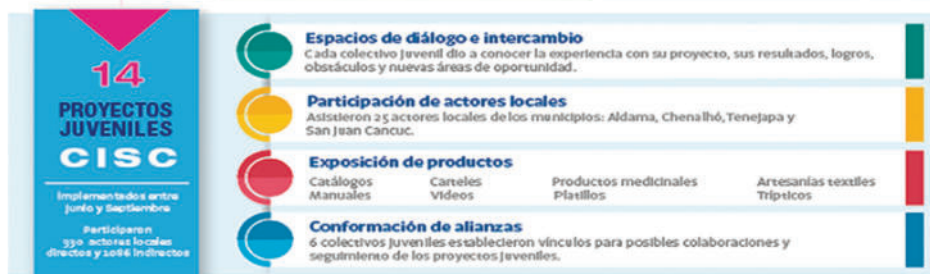 14
PROYECTOS
JUVENILES
CISC
Implementados entre
Junio y Septiembre
Participaron
330 actores locales
directos y 1086 indirectos
Espacios de diálogo e intercambio
Cada colectivo juvenil dio a conocer la experiencia con su proyecto, sus resultados, logros,
obstáculos y nuevas áreas de oportunidad.
Participación de actores locales
Asistieron 25 actores locales de los municipios: Aldama, Chenalhó, Tenejapa y
San Juan Cancuc.
Exposición de productos
Catálogos Carteles Productos medicinales Artesanías textiles
Manuales Videos Platillos Trípticos
Conformación de alianzas
6 colectivos juveniles establecieron vínculos para posibles colaboraciones y
seguimiento de los proyectos juveniles.